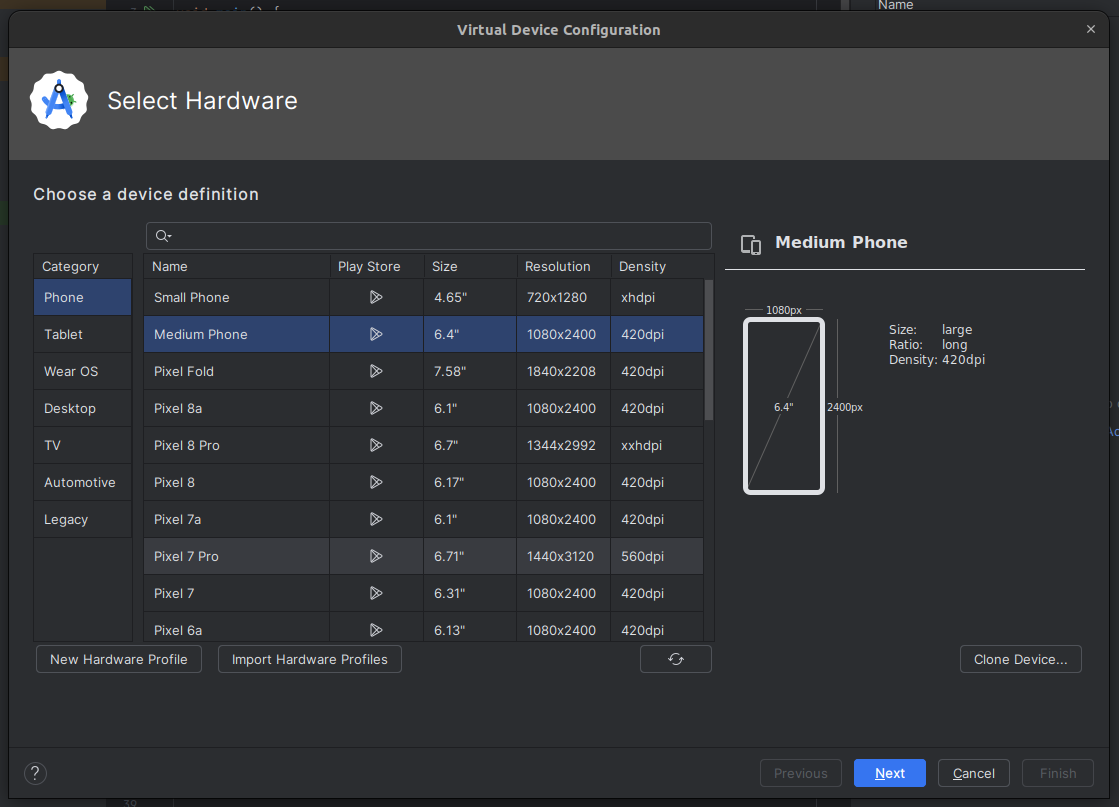 void main() {
Name
Virtual Device Configuration
Select Hardware
Choose a device definition
Category
Phone
Tablet
Wear OS
Desktop
TV
Automotive
Legacy
Name Play Store Size Resolution Density
Small Phone 4.65" 720x1280 xhdpi
Medium Phone 6.4" 1080x2400 420dpi
Pixel Fold 7.58" 1840x2208 420dpi
Pixel 8a 6.1" 1080x2400 420dpi
Pixel 8 Pro 6.7" 1344x2992 xxhdpi
Pixel 8 6.17" 1080x2400 420dpi
Pixel 7a 6.1" 1080x2400 420dpi
Pixel 7 Pro 6.71" 1440x3120 560dpi
Pixel 7 6.31" 1080x2400 420dpi
Pixel 6a 6.13" 1080x2400 420dpi
Medium Phone
1080px
6.4"
2400px
Size: large
Ratio: long
Density: 420dpi
New Hardware Profile
Import Hardware Profiles
Clone Device...
?
Previous
Next
Cancel
Finish
39